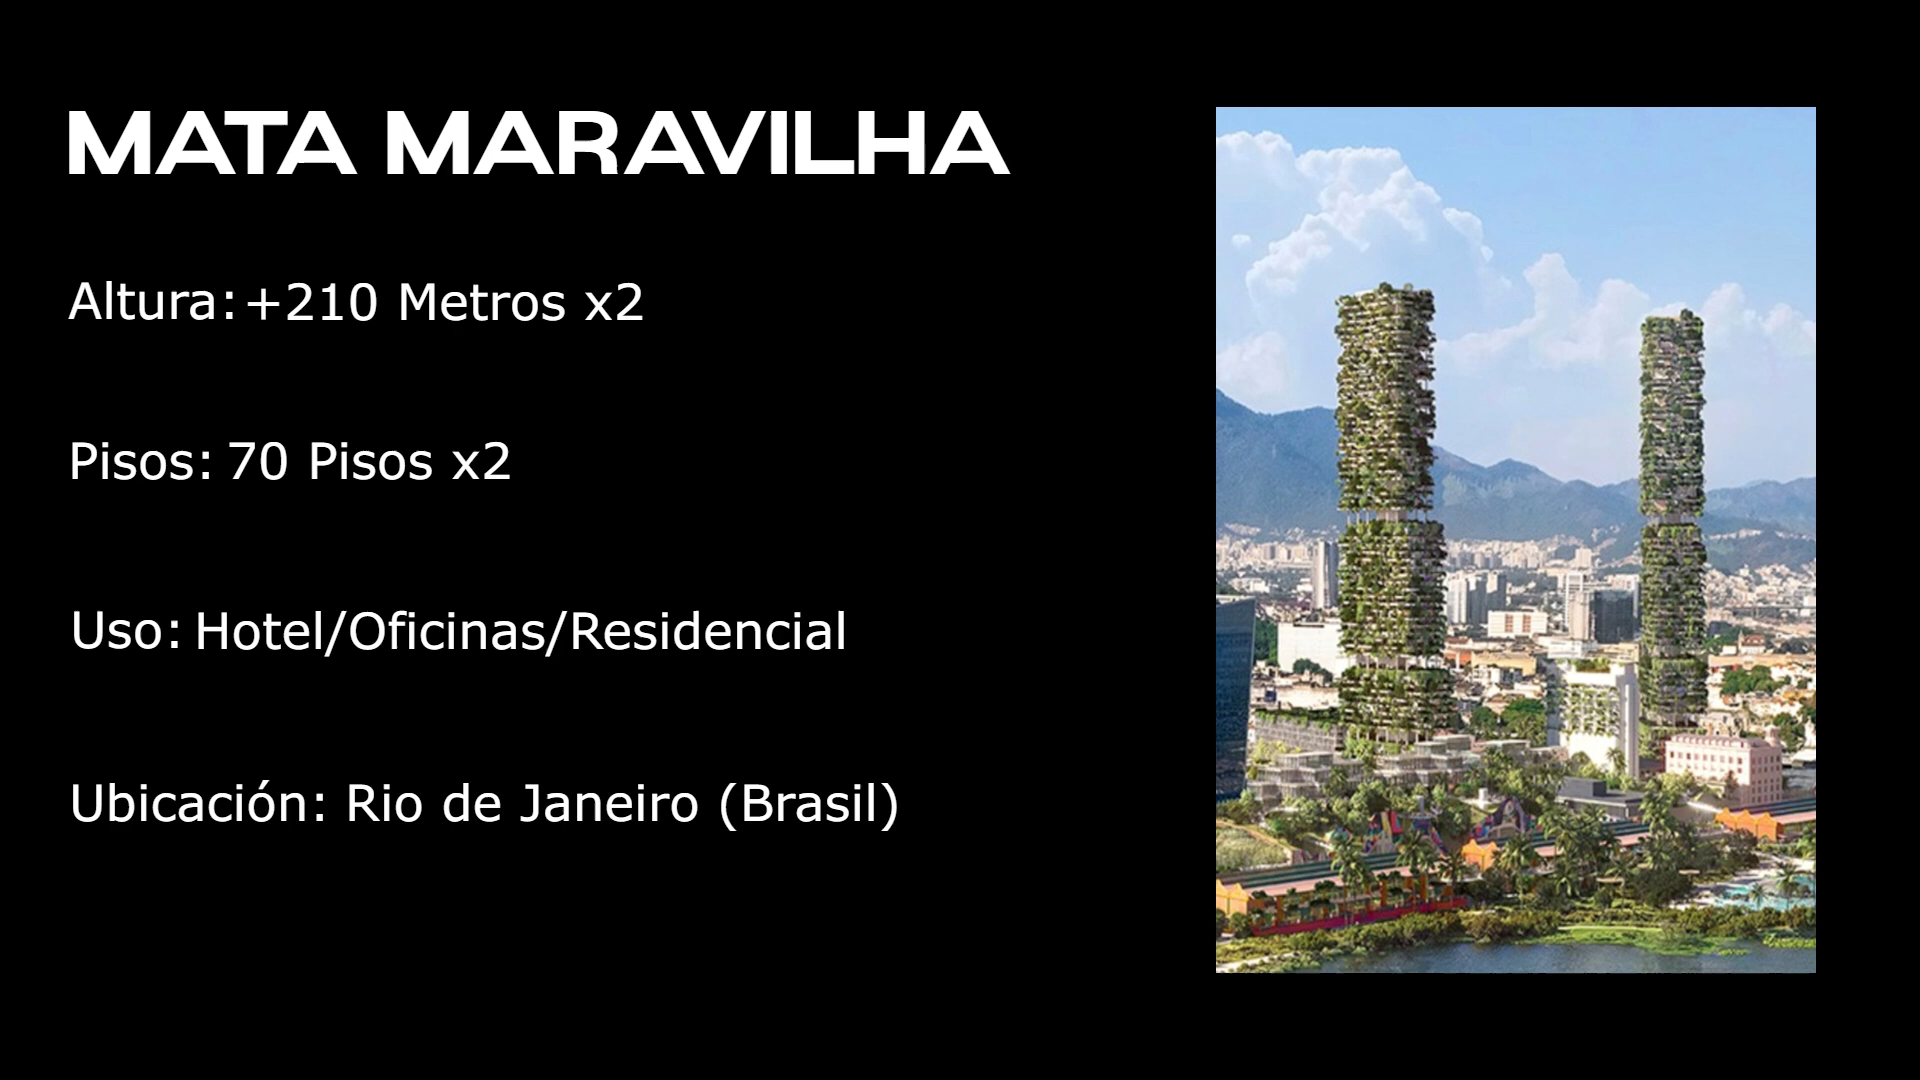 MATA MARAVILHA
Altura: +210 Metros x2
Pisos: 70 Pisos x2
Uso: Hotel/Oficinas/Residencial
Ubicación: Rio de Janeiro (Brasil)